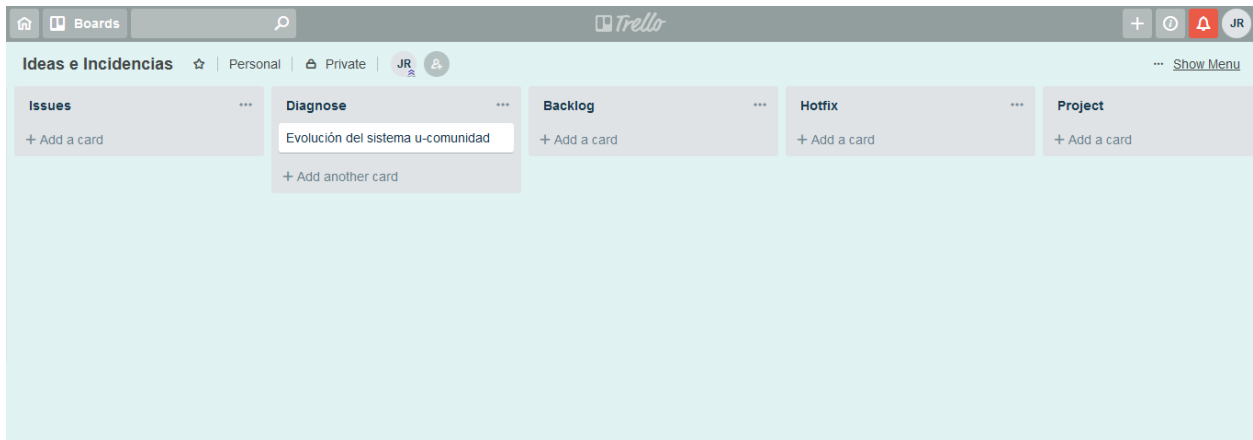 Boards
Trello
JR
Ideas e Incidencias
Personal
Private
JR
Show Menu
Issues
+ Add a card
Diagnose
Evolución del sistema u-comunidad
+ Add another card
Backlog
+ Add a card
Hotfix
+ Add a card
Project
+ Add a card